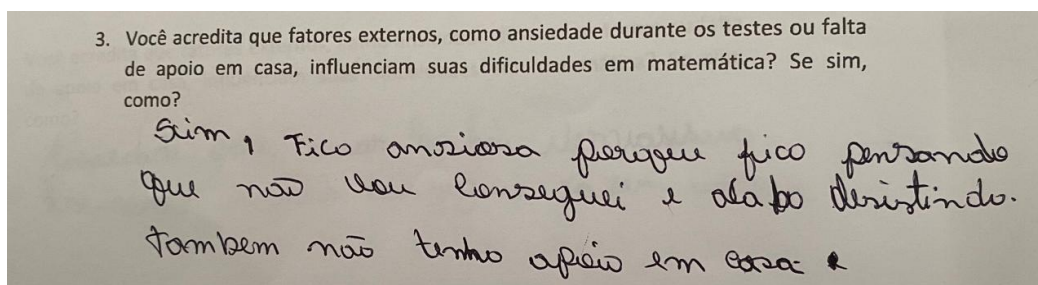 3. Você acredita que fatores externos, como ansiedade durante os testes ou falta
de apoio em casa, influenciam suas dificuldades em matemática? Se sim,
como?
Sim, Fico ansiosa porque fico pensando
que não vou conseguei e acabo desistindo.
também não tenho apoio em casa.